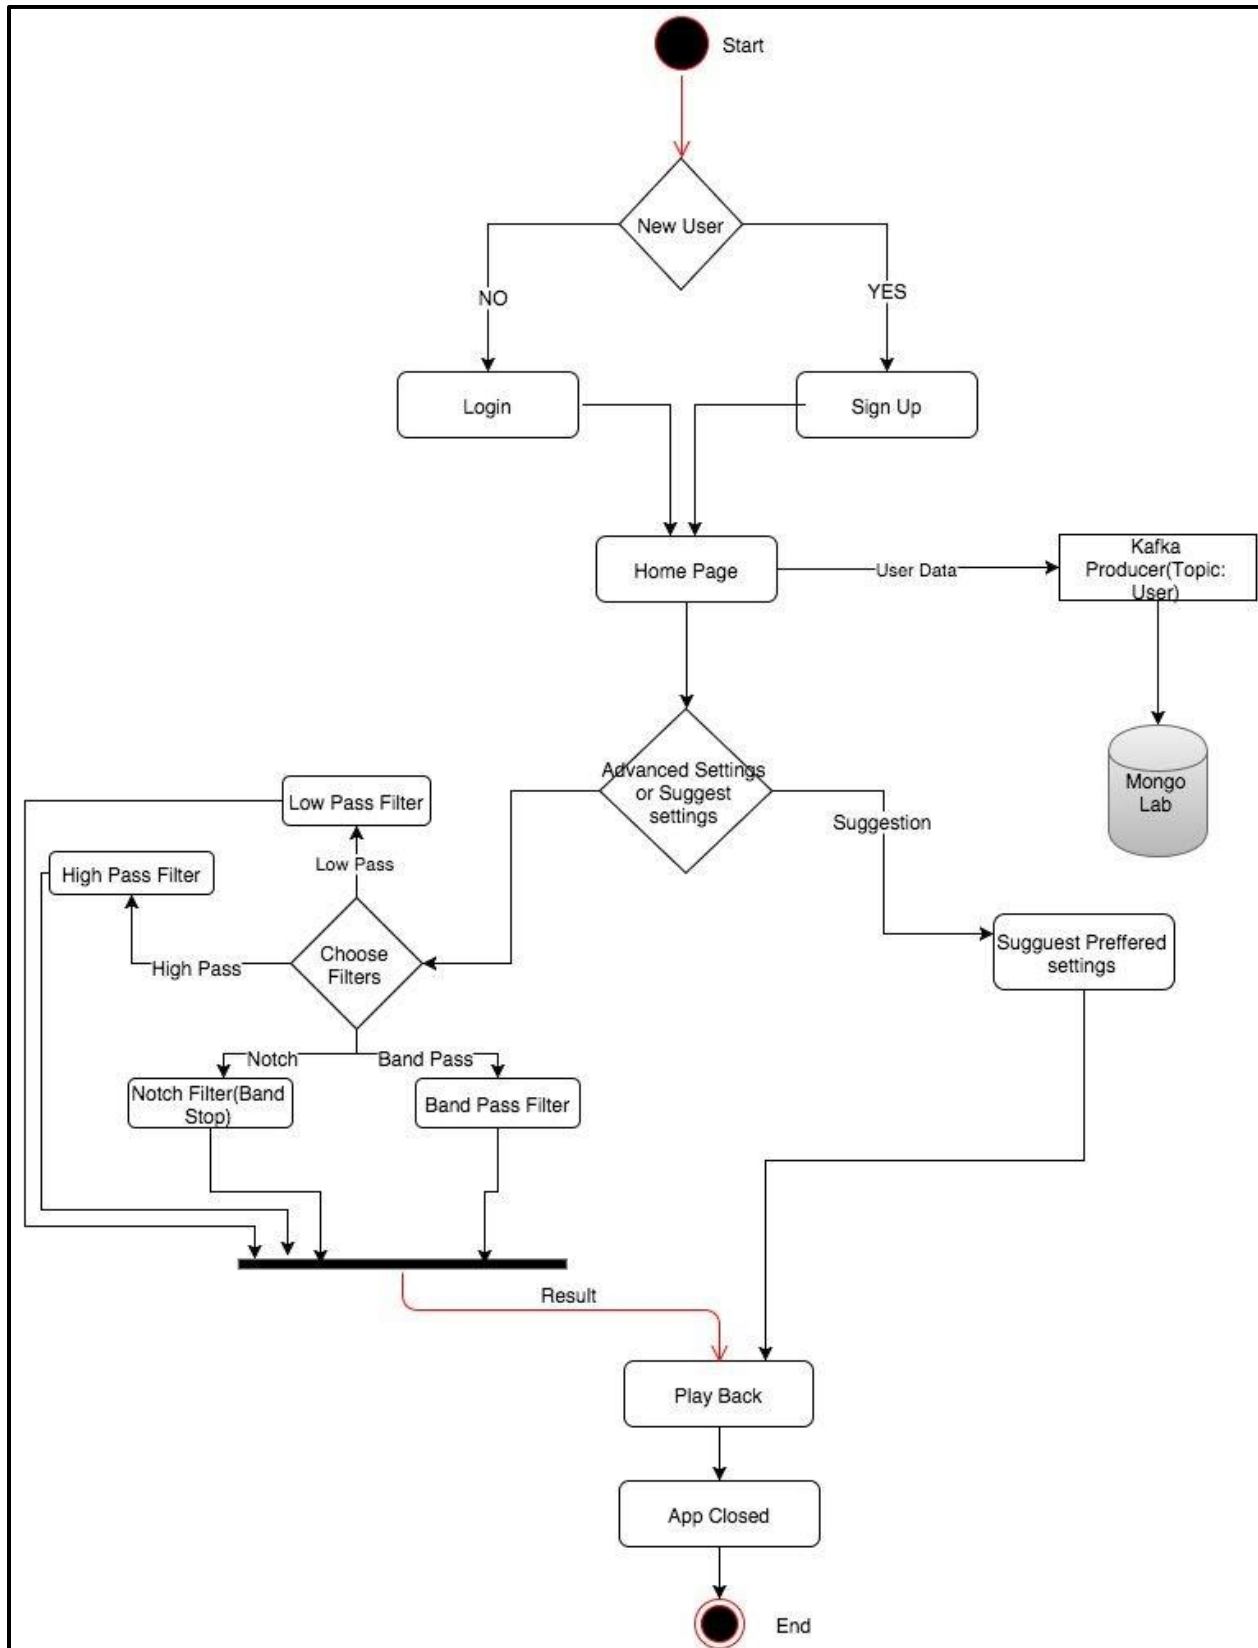 Start
New User
NO
YES
Login
Sign Up
Home Page
User Data
Kafka
Producer(Topic:
User)
Advanced Settings
or Suggest
settings
Mongo
Lab
Low Pass Filter
Suggestion
Low Pass
High Pass Filter
Choose
Filters
High Pass
Sugguest Preffered
settings
Notch
Band Pass
Notch Filter(Band
Stop)
Band Pass Filter
Result
Play Back
App Closed
End